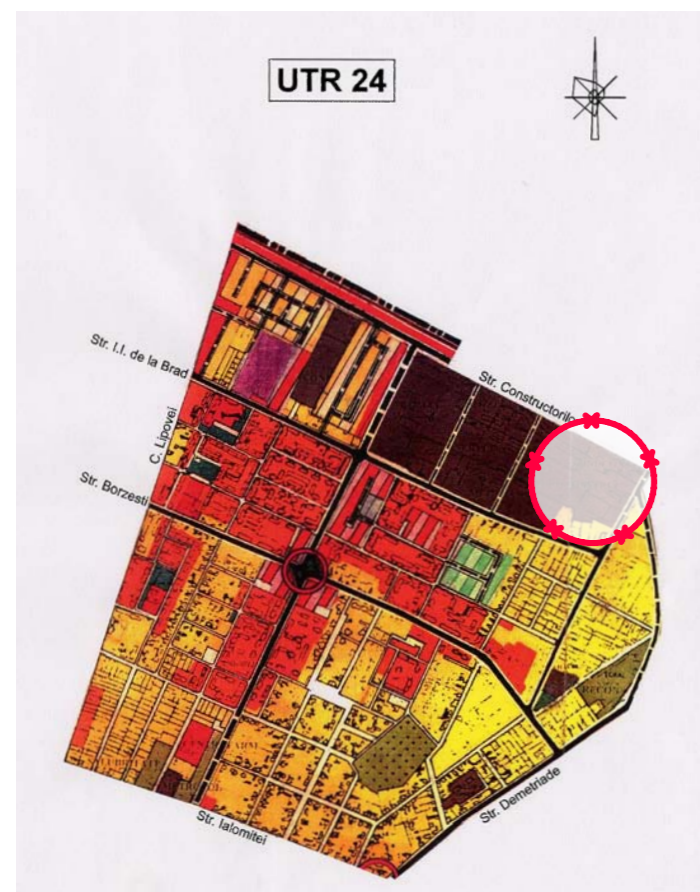 UTR 24
Str. I.I. de la Brad
Str. Constructorilo
C. Lipovei
Str. Borzesti
Str. Demetriade
Str. Ialomitei